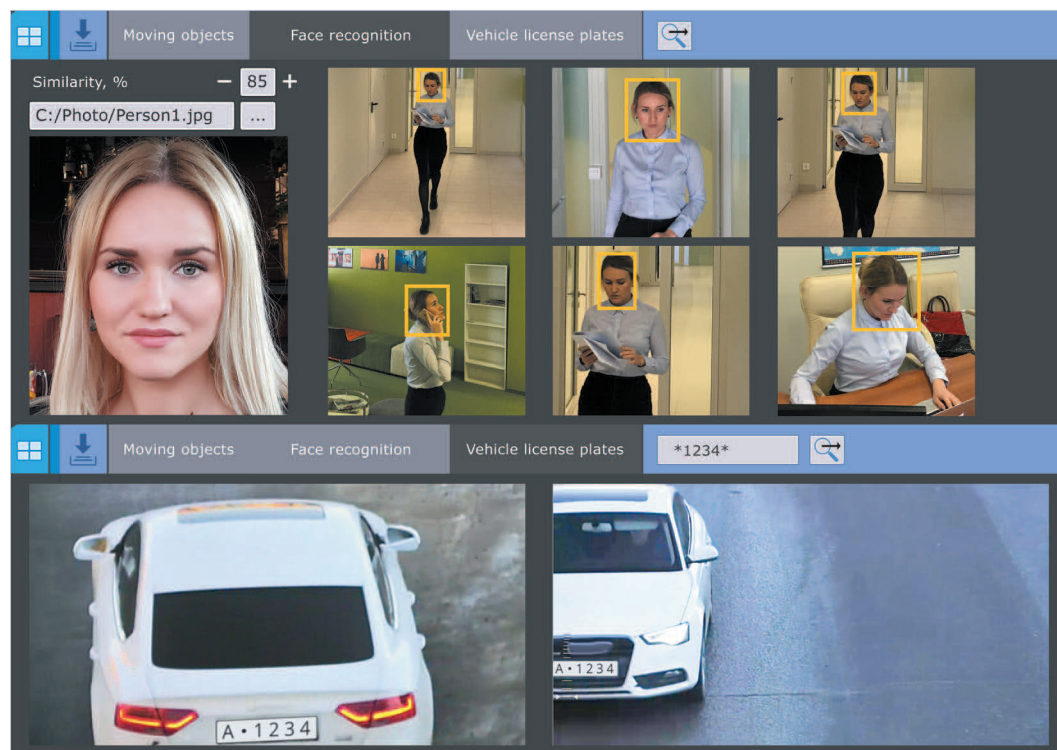 Moving objects
Face recognition
Vehicle license plates
Similarity, %
− 85 +
C:/Photo/Person1.jpg
...
Moving objects
Face recognition
Vehicle license plates
*1234*
A•1234
A•1234